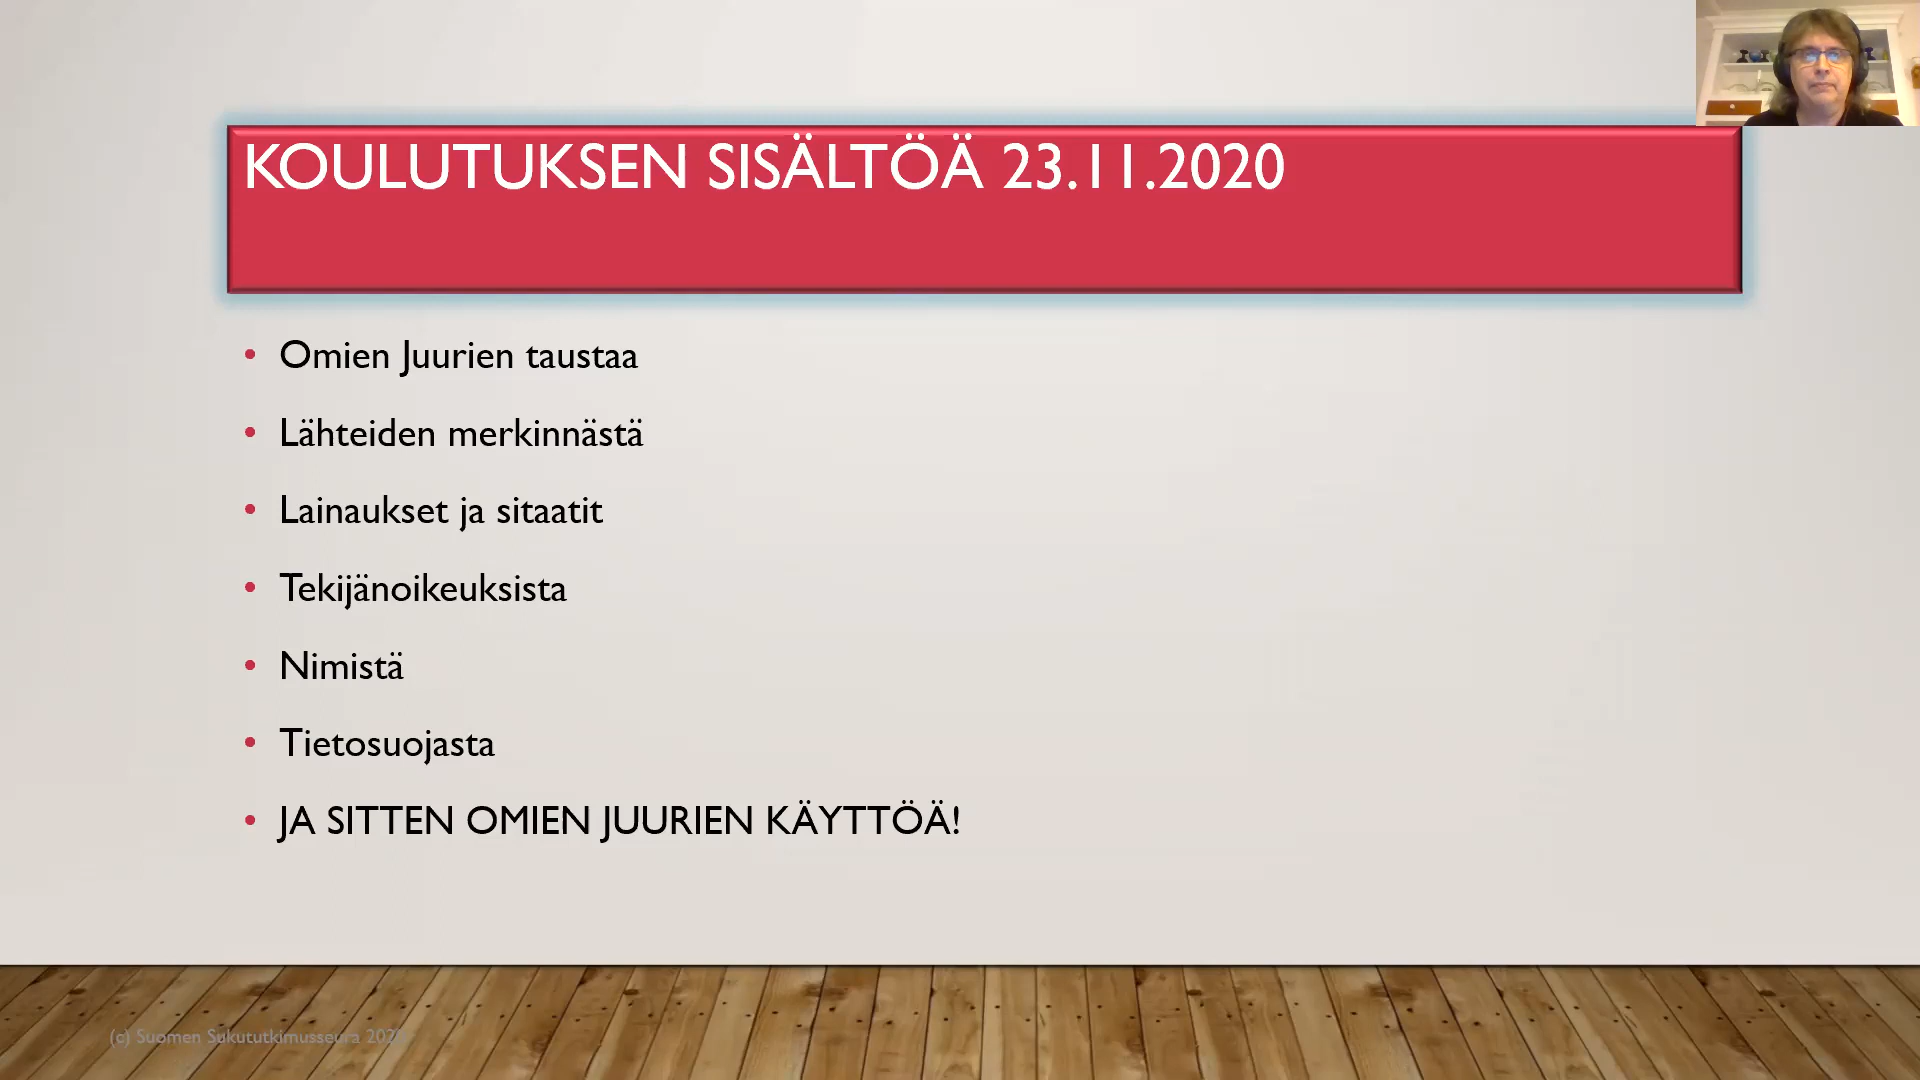 KOULUTUKSEN SISÄLTÖÄ 23.11.2020
• Omien Juurien taustaa
• Lähteiden merkinnästä
• Lainaukset ja sitaatit
• Tekijänoikeuksista
• Nimistä
• Tietosuojasta
• JA SITTEN OMIEN JUURIEN KÄYTTÖÄ!
(c) Suomen Sukututkimusseura